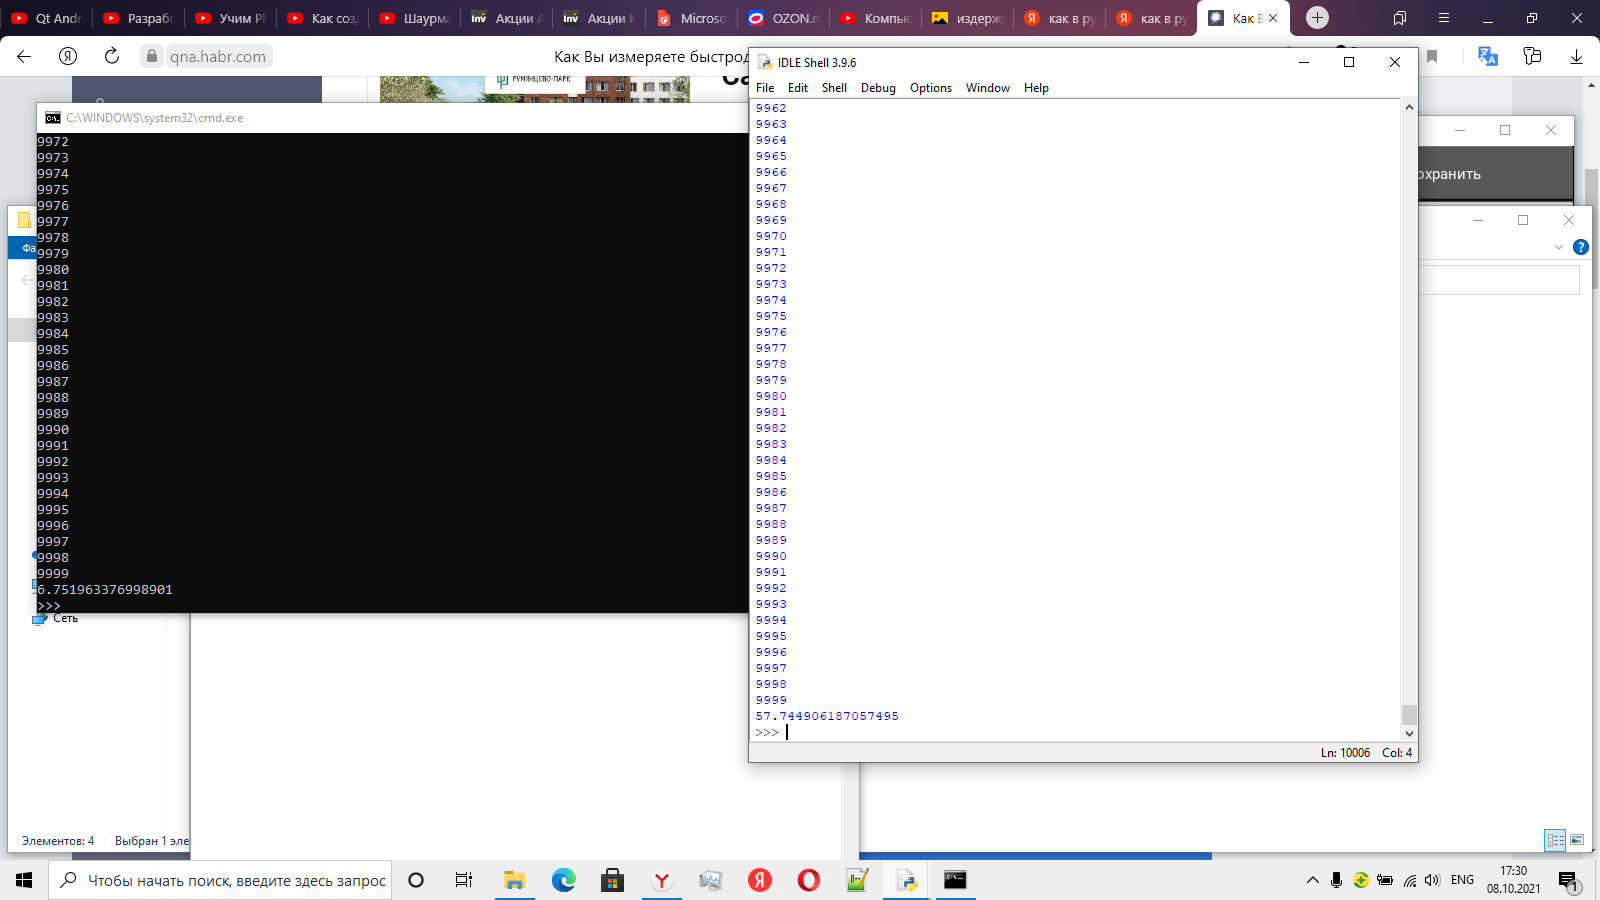 Qt Andr
Разрабо
Учим Pl
Как соз
Шаурма
Акции А
Акции К
Microso
OZON.ru
Компью
издерж
как в ру
как в ру
Как В
qna.habr.com
Как Вы измеряете быстрод
РУМЯНЦЕВО-ПАРК
C:\WINDOWS\system32\cmd.exe
9972
9973
9974
9975
9976
9977
9978
9979
9980
9981
9982
9983
9984
9985
9986
9987
9988
9989
9990
9991
9992
9993
9994
9995
9996
9997
9998
9999
6.751963376998901
>>>
IDLE Shell 3.9.6
File Edit Shell Debug Options Window Help
9962
9963
9964
9965
9966
9967
9968
9969
9970
9971
9972
9973
9974
9975
9976
9977
9978
9979
9980
9981
9982
9983
9984
9985
9986
9987
9988
9989
9990
9991
9992
9993
9994
9995
9996
9997
9998
9999
57.744906187057495
>>>
Ln: 10006 Col: 4
охранить
Фа
Сеть
Элементов: 4 Выбран 1 эле
Чтобы начать поиск, введите здесь запрос
ENG
17:30
08.10.2021
1